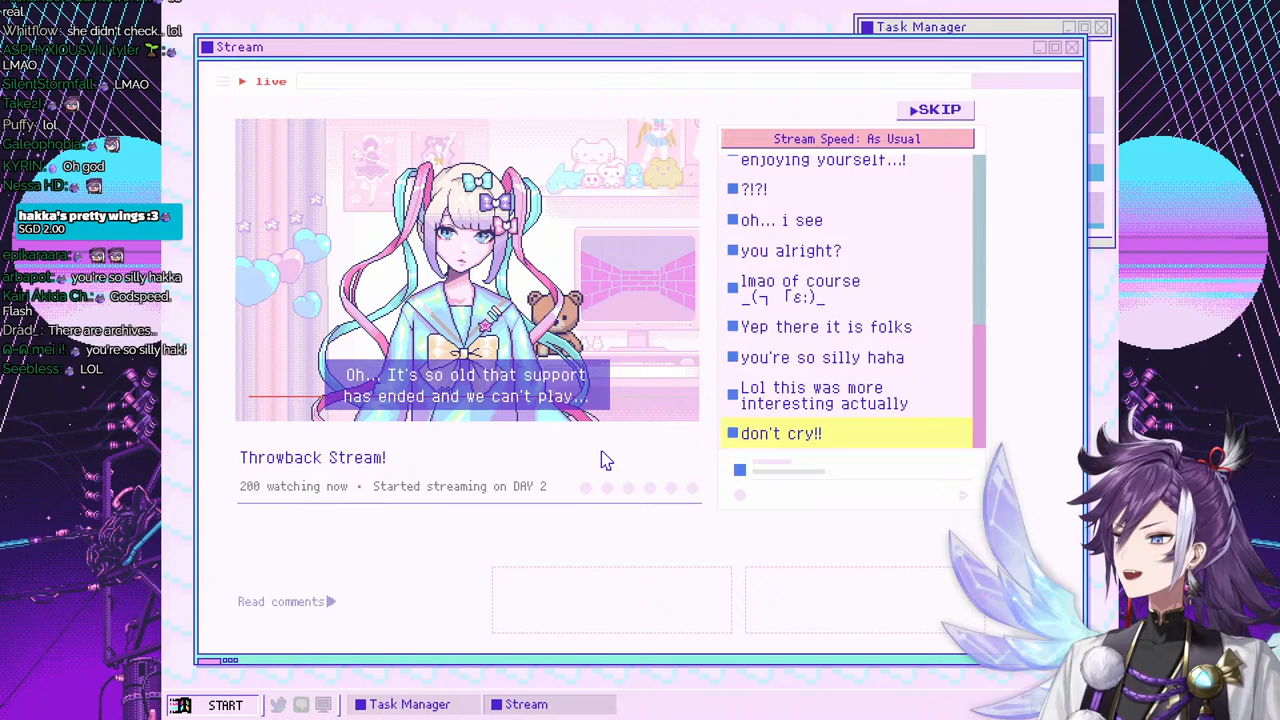 real
Whitflow: she didn't check.. lol
ASPHYXIOUSVIII tyler
LMAO
SilentStormfall: LMAO
Take2I:
Puffy: lol
Galeophobia:
KYRIN: Oh god
Nessa HD:
hakka's pretty wings :3
SGD 2.00
epikaraara:
arbapot: you're so silly hakka
Kairi Akida Ch.: Godspeed, Flash
Drad_: There are archives...
mei i!: you're so silly hak
Seebless: LOL
Task Manager
Stream
live
▶SKIP
Stream Speed: As Usual
enjoying yourself...!
?!?!
oh... i see
you alright?
lmao of course
_(┐ 「ε:)_
Yep there it is folks
you're so silly haha
Lol this was more
interesting actually
don't cry!!
Oh... It's so old that support
has ended and we can't play...
Throwback Stream!
200 watching now • Started streaming on DAY 2
Read comments▶
START
Task Manager
Stream